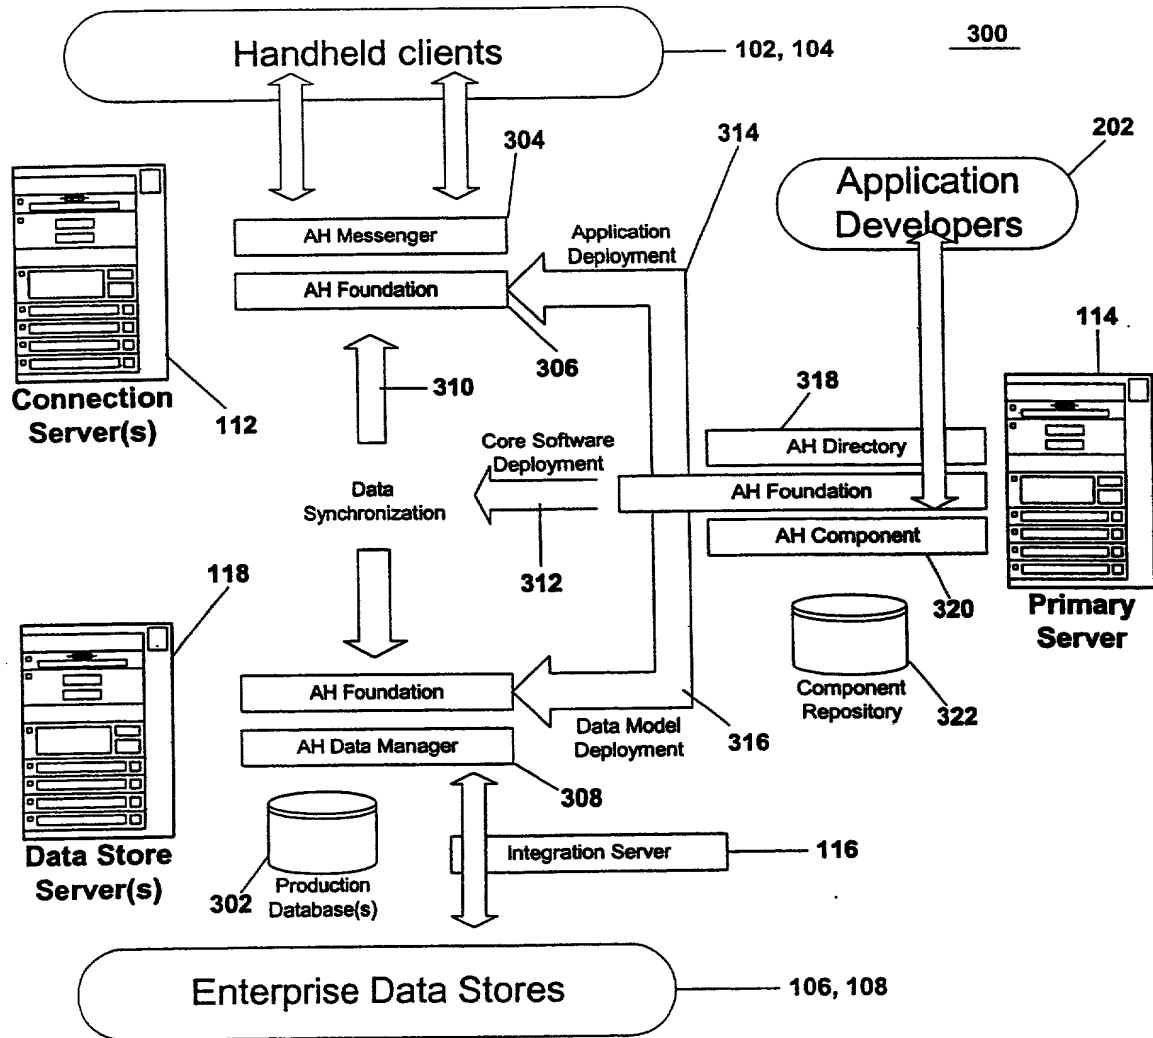 Handheld clients
102, 104
300
304
314
202
Application
Developers
AH Messenger
Application
Deployment
AH Foundation
306
114
310
318
Connection
Server(s)
112
Core Software
Deployment
AH Directory
Data
Synchronization
AH Foundation
AH Component
312
118
320
Primary
Server
AH Foundation
Component
Repository
322
Data Model
Deployment
316
AH Data Manager
308
Data Store
Server(s)
Integration Server
116
302
Production
Database(s)
Enterprise Data Stores
106, 108